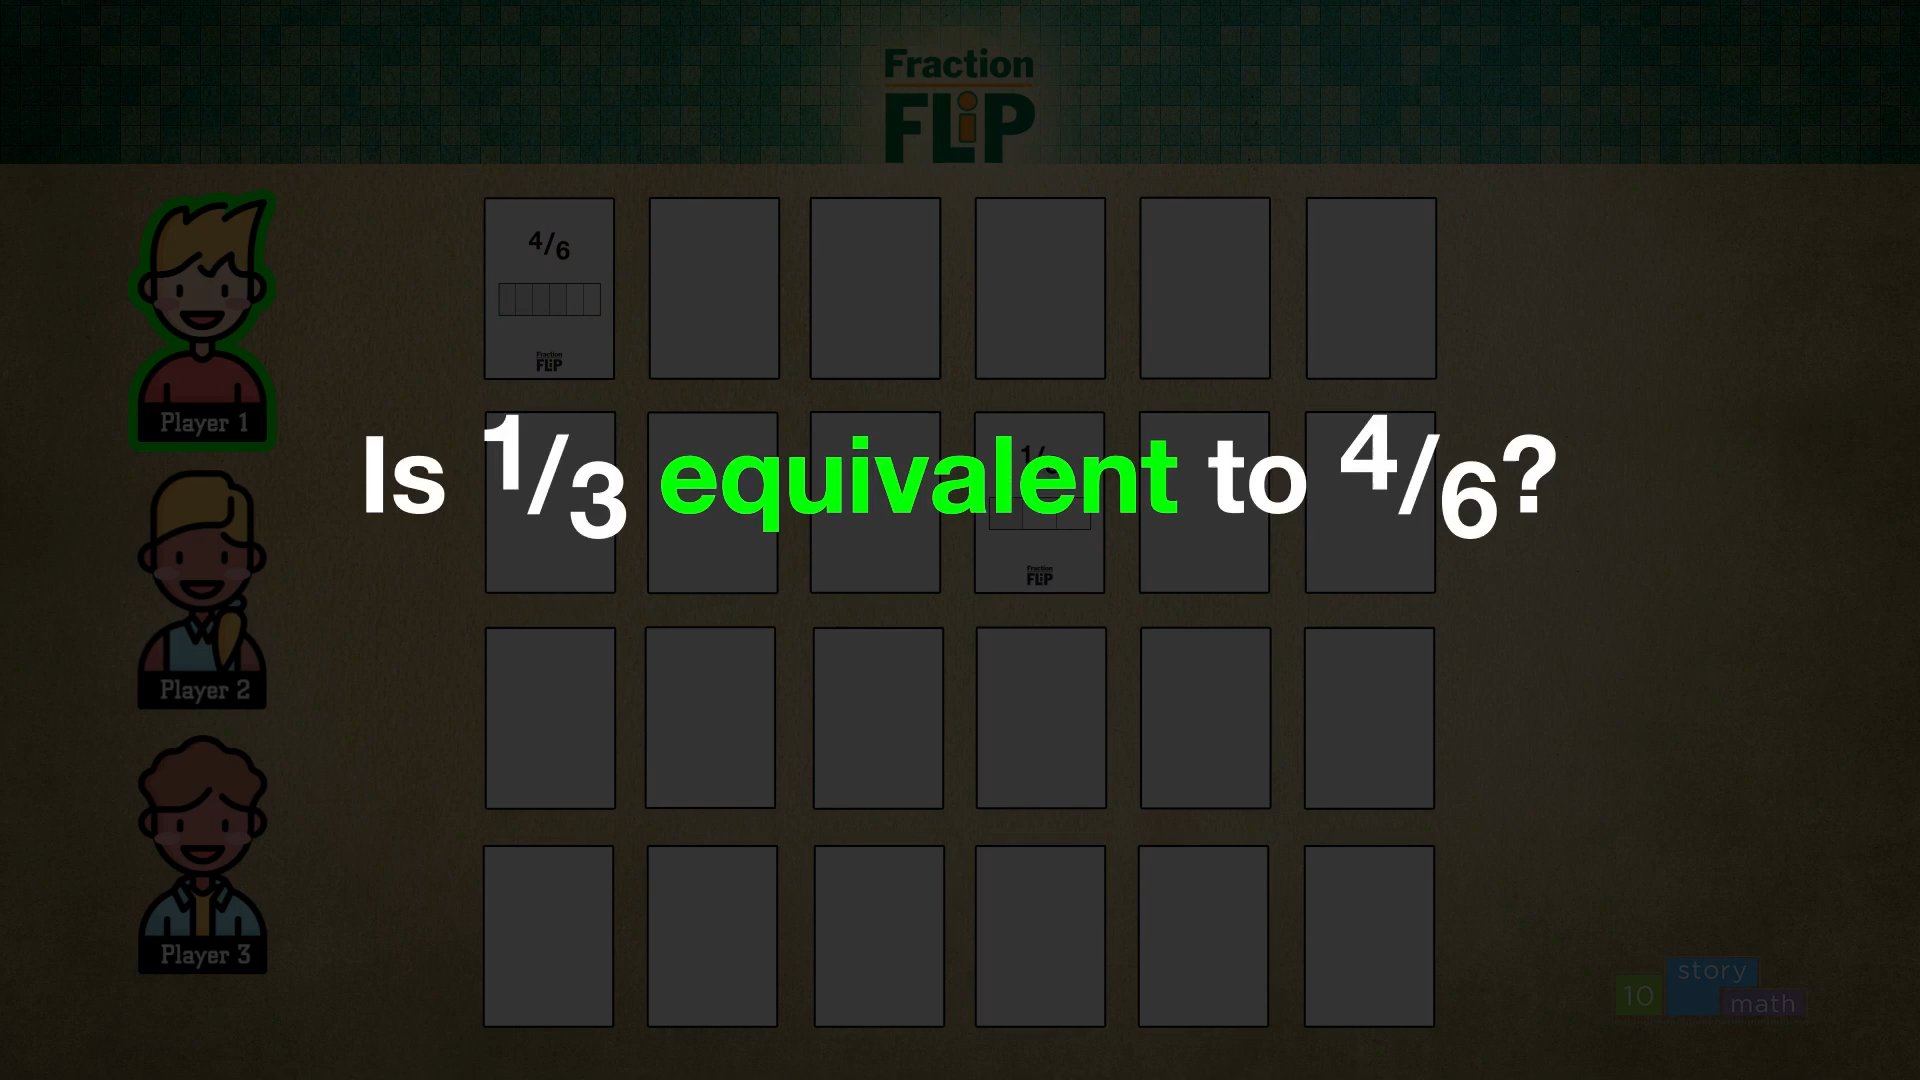 Fraction
FLiP
4/6
Fraction
FLiP
Player 1
Is 1/3 equivalent to 4/6?
Fraction
FLiP
Player 2
Player 3
story
10
math